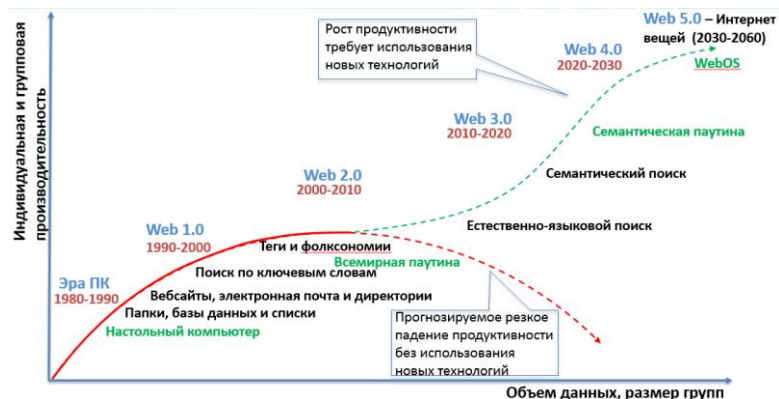 Индивидуальная и групповая
производительность
Рост продуктивности
требует использования
новых технологий
Web 5.0 – Интернет
вещей (2030-2060)
WebOS
Web 4.0
2020-2030
Web 3.0
2010-2020
Семантическая паутина
Семантический поиск
Web 2.0
2000-2010
Естественно-языковой поиск
Web 1.0
1990-2000
Теги и фолксономии
Всемирная паутина
Поиск по ключевым словам
Эра ПК
1980-1990
Вебсайты, электронная почта и директории
Папки, базы данных и списки
Настольный компьютер
Прогнозируемое резкое
падение продуктивности
без использования
новых технологий
Объем данных, размер групп